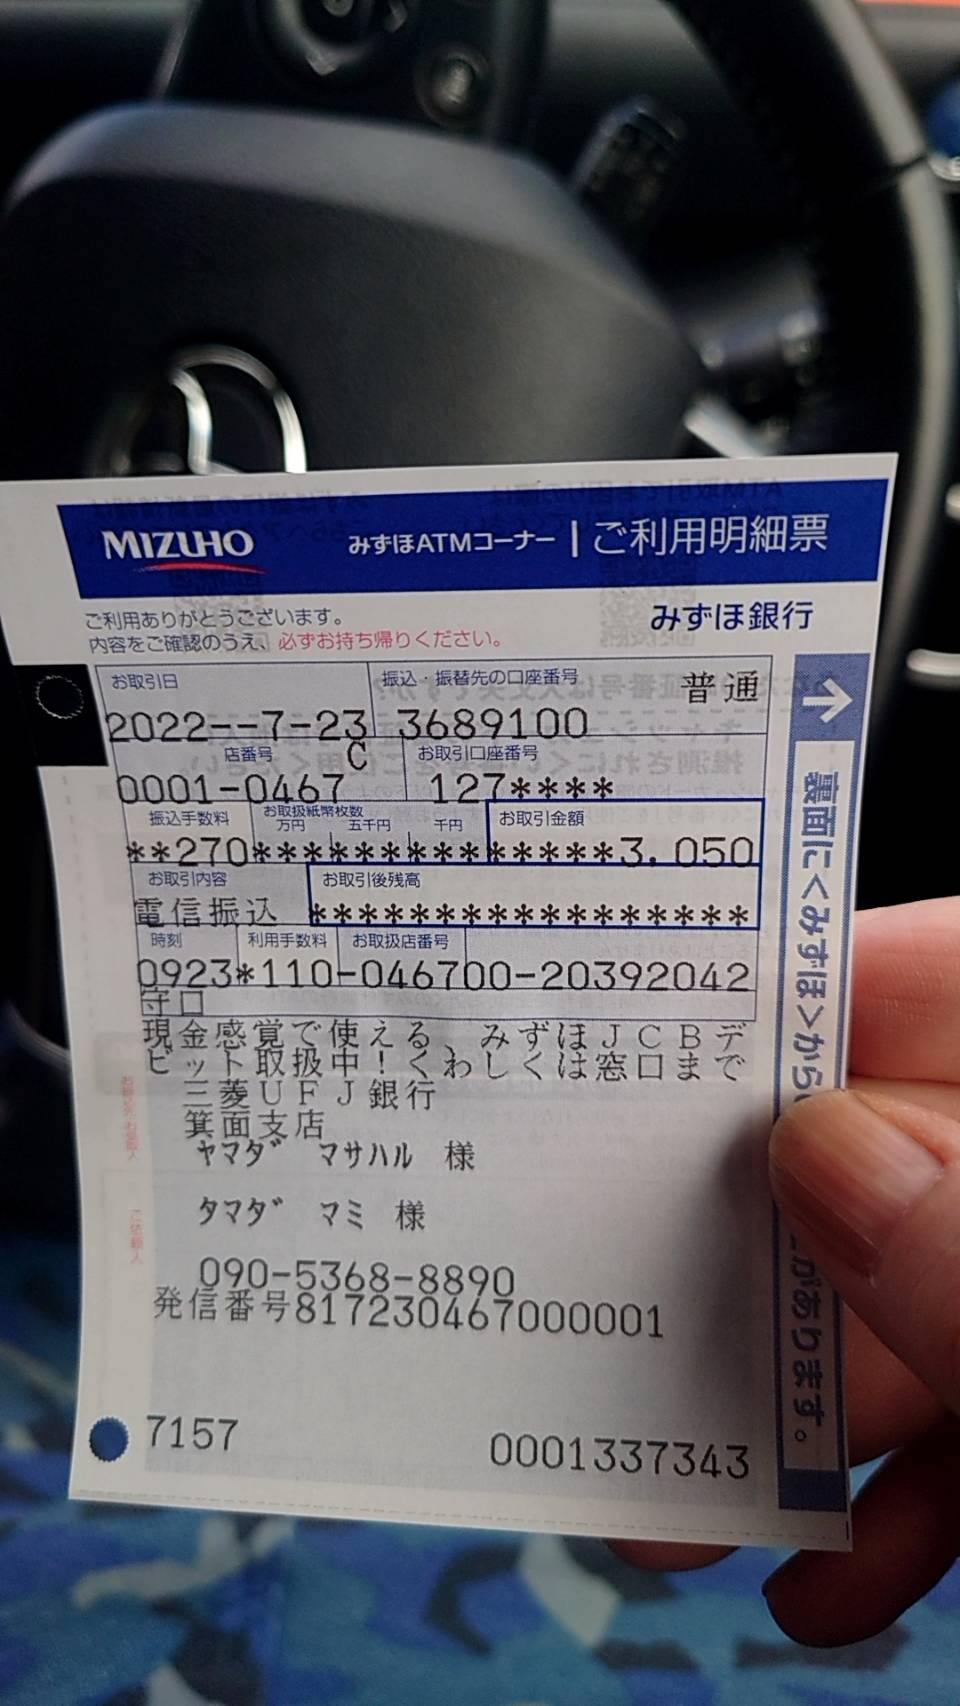 MIZUHO みずほATMコーナー | ご利用明細票
ご利用ありがとうございます。
内容をご確認のうえ、必ずお持ち帰りください。
みずほ銀行
お取引日 振込・振替先の口座番号 普通
2022--7-23 3689100
店番号 C お取引口座番号
0001-0467 127****
振込手数料 お取扱紙幣枚数 万円 五千円 千円 お取引金額
**270***************3,050
お取引内容 お取引後残高
電信振込 *****************
時刻 利用手数料 お取扱店番号
0923*110-046700-20392042
守口
現金感覚で使える、みずほJCBデ
ビット取扱中!くわしくは窓口まで
三菱UFJ銀行
箕面支店
ヤマダ マサハル 様
タマダ マミ 様
ご依頼人
090-5368-8890
発信番号817230467000001
7157 0001337343
→ 裏面に<みずほ>から
があります。